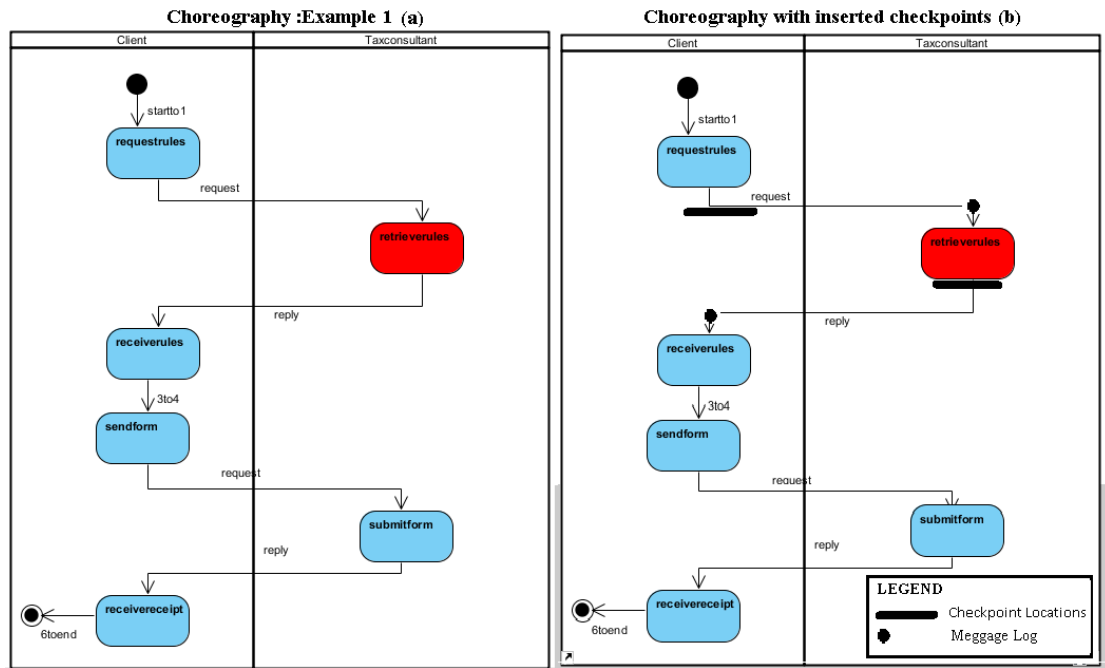 Choreography :Example 1 (a)
Client
Taxconsultant
startto1
requestrules
request
retrieverules
reply
receiverules
3to4
sendform
request
submitform
reply
receivereceipt
6toend
Choreography with inserted checkpoints (b)
Client
Taxconsultant
startto1
requestrules
request
retrieverules
reply
receiverules
3to4
sendform
request
submitform
reply
receivereceipt
6toend
LEGEND
Checkpoint Locations
Meggage Log